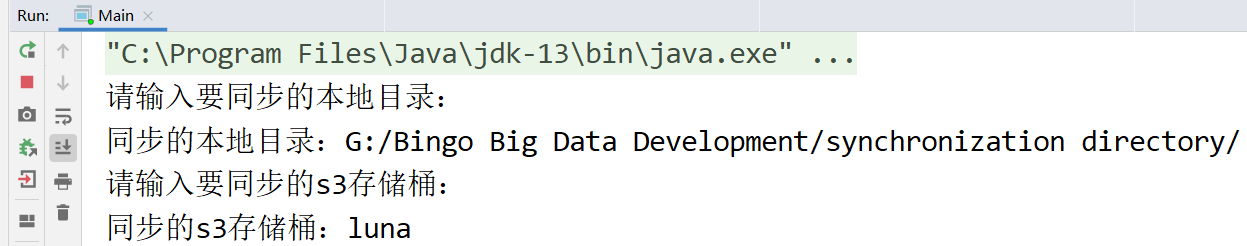 Run: Main
"C:\Program Files\Java\jdk-13\bin\java.exe" ...
请输入要同步的本地目录：
同步的本地目录：G:/Bingo Big Data Development/synchronization directory/
请输入要同步的s3存储桶：
同步的s3存储桶：luna